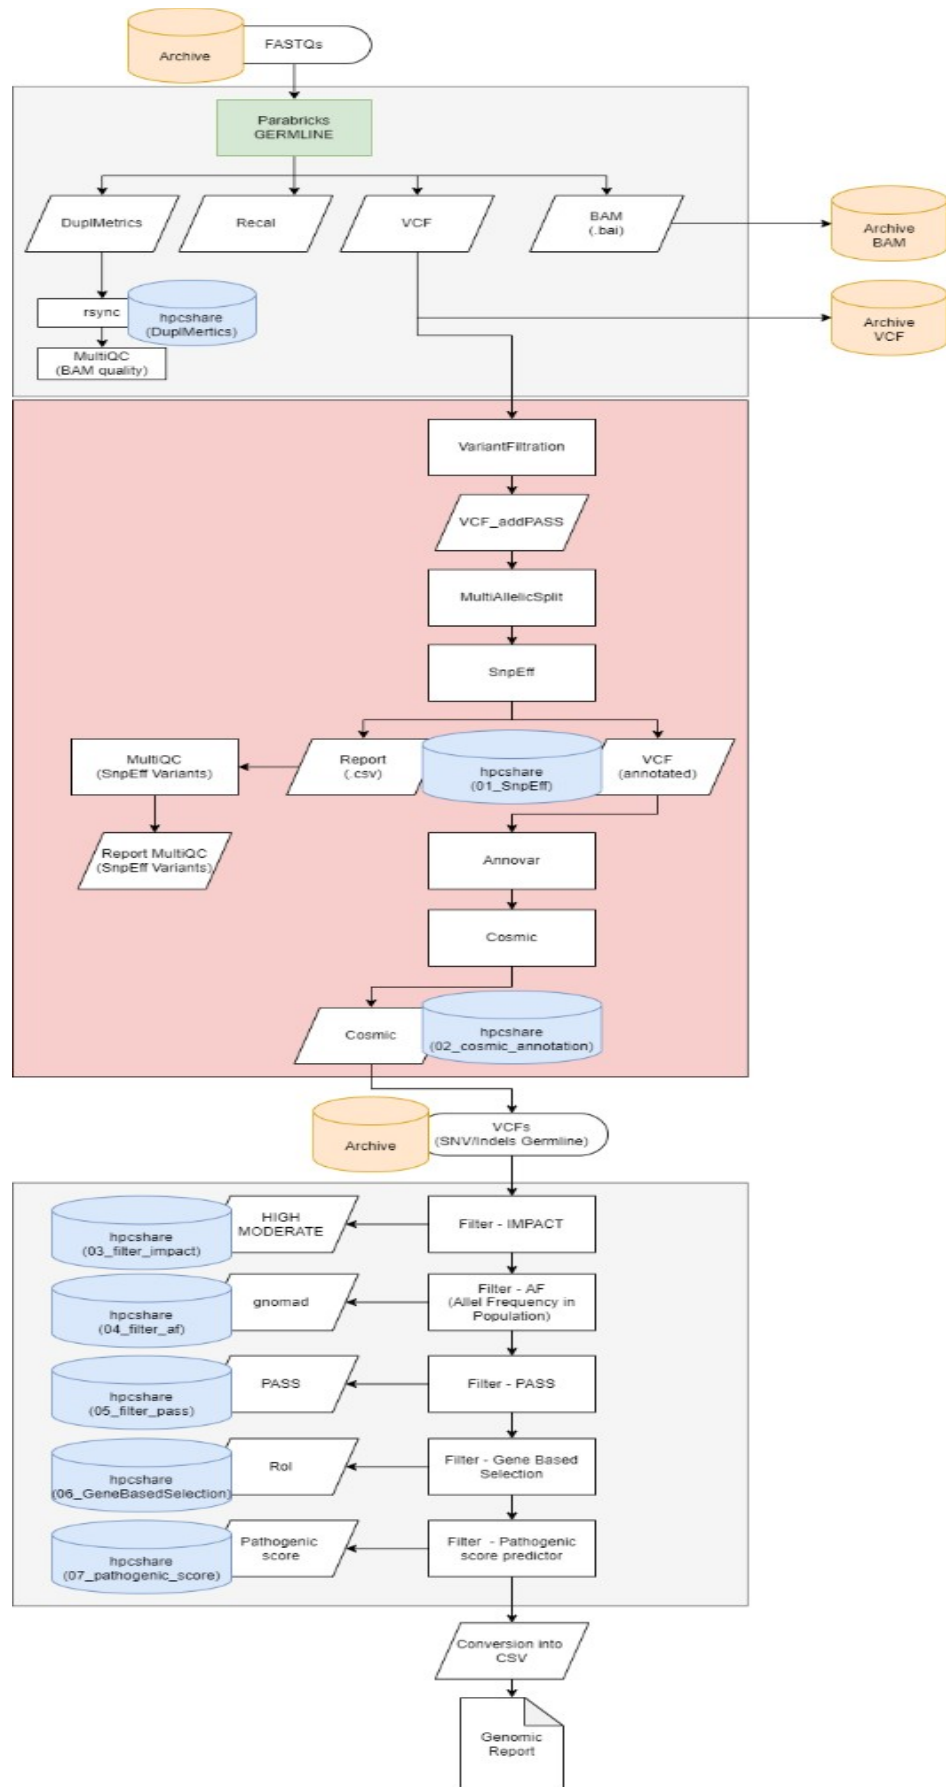 Archive
FASTQs
Parabricks
GERMLINE
DuplMetrics
Recal
VCF
BAM
(.bai)
Archive
BAM
rsync
hpcshare
(DuplMertics)
Archive
VCF
MultiQC
(BAM quality)
VariantFiltration
VCF_addPASS
MultiAllelicSplit
SnpEff
MultiQC
(SnpEff Variants)
Report
(.csv)
hpcshare
(01_SnpEff)
VCF
(annotated)
Report MultiQC
(SnpEff Variants)
Annovar
Cosmic
Cosmic
hpcshare
(02_cosmic_annotation)
Archive
VCFs
(SNV/Indels Germline)
hpcshare
(03_filter_impact)
HIGH
MODERATE
Filter - IMPACT
hpcshare
(04_filter_af)
gnomad
Filter - AF
(Allel Frequency in
Population)
hpcshare
(05_filter_pass)
PASS
Filter - PASS
hpcshare
(06_GeneBasedSelection)
RoI
Filter - Gene Based
Selection
hpcshare
(07_pathogenic_score)
Pathogenic
score
Filter - Pathogenic
score predictor
Conversion into
CSV
Genomic
Report